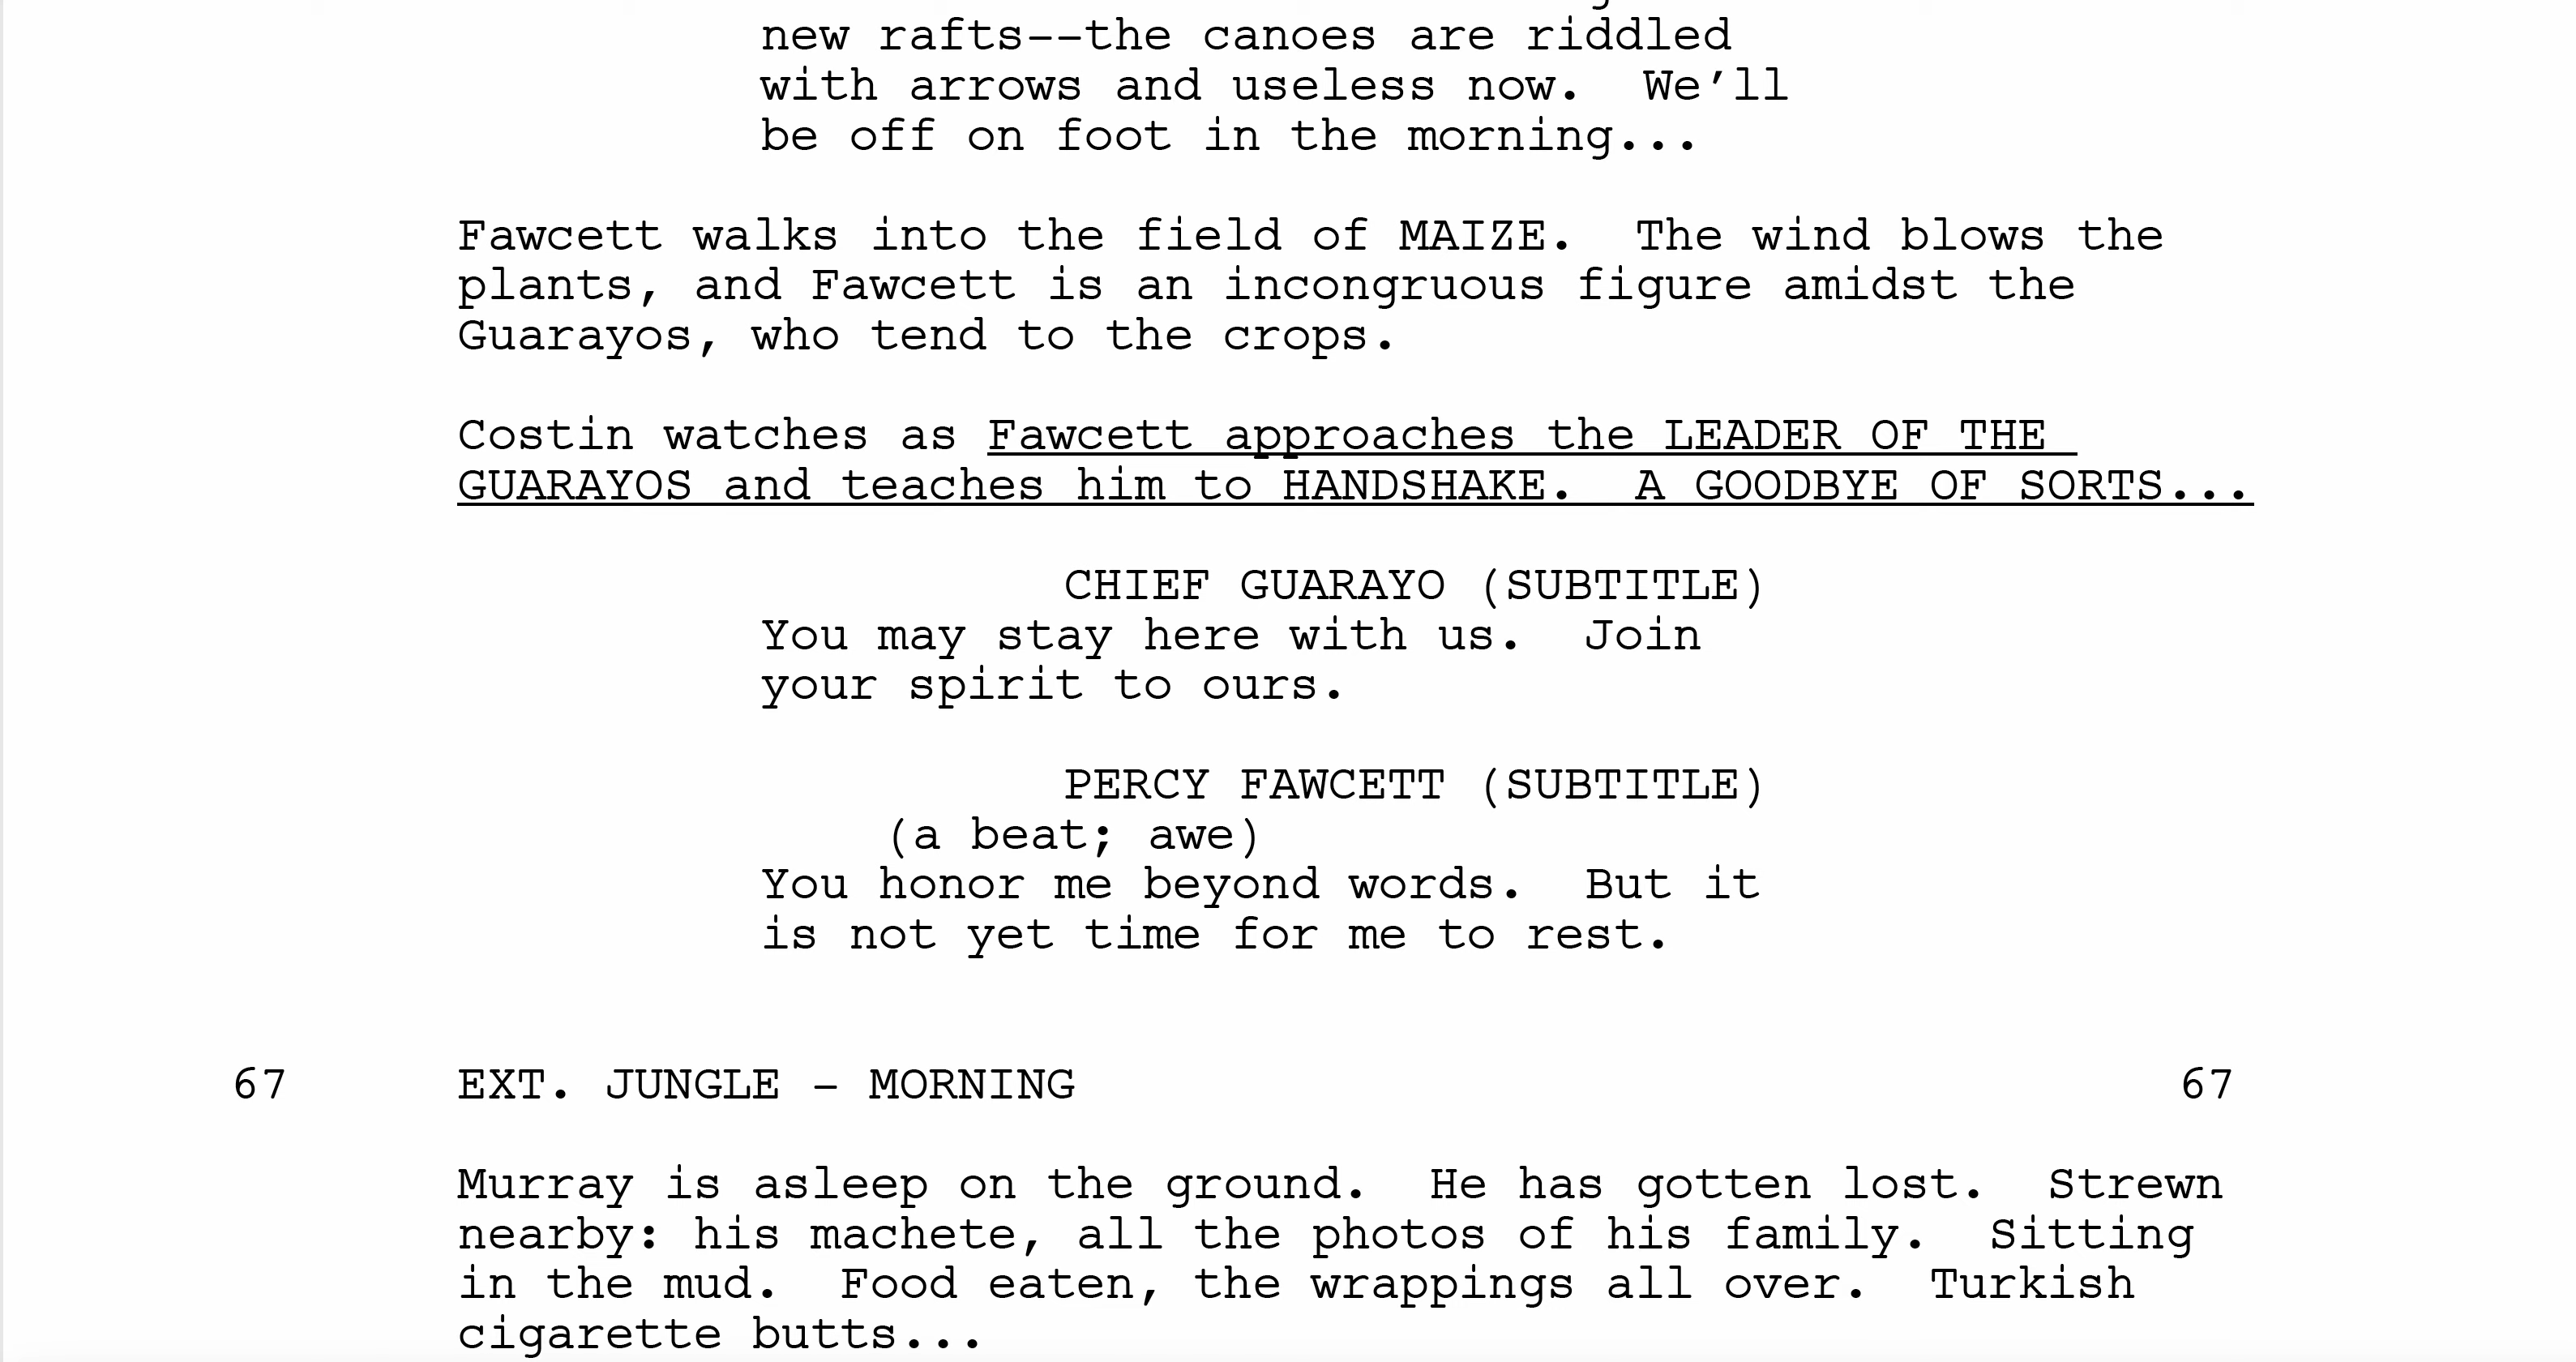 new rafts--the canoes are riddled
with arrows and useless now.  We’ll
be off on foot in the morning...
Fawcett walks into the field of MAIZE.  The wind blows the
plants, and Fawcett is an incongruous figure amidst the
Guarayos, who tend to the crops.
Costin watches as Fawcett approaches the LEADER OF THE
GUARAYOS and teaches him to HANDSHAKE.  A GOODBYE OF SORTS...
CHIEF GUARAYO (SUBTITLE)
You may stay here with us.  Join
your spirit to ours.
PERCY FAWCETT (SUBTITLE)
(a beat; awe)
You honor me beyond words.  But it
is not yet time for me to rest.
67 EXT. JUNGLE - MORNING 67
Murray is asleep on the ground.  He has gotten lost.  Strewn
nearby: his machete, all the photos of his family.  Sitting
in the mud.  Food eaten, the wrappings all over.  Turkish
cigarette butts...